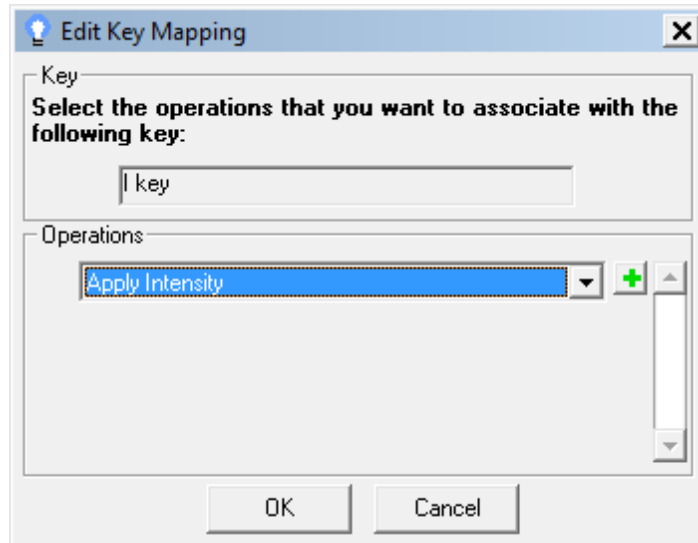 Edit Key Mapping
Key
Select the operations that you want to associate with the
following key:
I key
Operations
Apply Intensity
OK Cancel